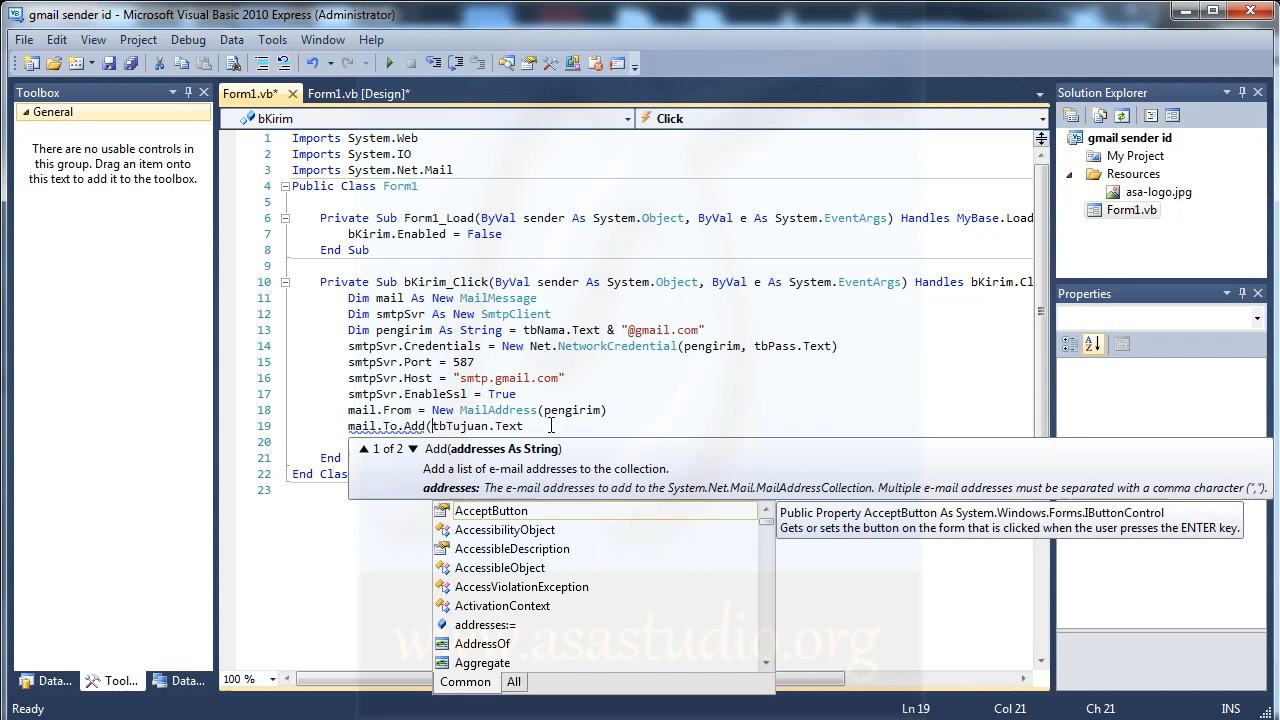 gmail sender id - Microsoft Visual Basic 2010 Express (Administrator)
File Edit View Project Debug Data Tools Window Help
Toolbox
General
There are no usable controls in
this group. Drag an item onto
this text to add it to the toolbox.
Data... Tool... Data...
Form1.vb* Form1.vb [Design]*
bKirim Click
1 Imports System.Web
2 Imports System.IO
3 Imports System.Net.Mail
4 Public Class Form1
5
6 Private Sub Form1_Load(ByVal sender As System.Object, ByVal e As System.EventArgs) Handles MyBase.Load
7 bKirim.Enabled = False
8 End Sub
9
10 Private Sub bKirim_Click(ByVal sender As System.Object, ByVal e As System.EventArgs) Handles bKirim.Cl
11 Dim mail As New MailMessage
12 Dim smtpSvr As New SmtpClient
13 Dim pengirim As String = tbNama.Text & "@gmail.com"
14 smtpSvr.Credentials = New Net.NetworkCredential(pengirim, tbPass.Text)
15 smtpSvr.Port = 587
16 smtpSvr.Host = "smtp.gmail.com"
17 smtpSvr.EnableSsl = True
18 mail.From = New MailAddress(pengirim)
19 mail.To.Add(tbTujuan.Text
20
21 End
22 End Clas
23
1 of 2 Add(addresses As String)
Add a list of e-mail addresses to the collection.
addresses: The e-mail addresses to add to the System.Net.Mail.MailAddressCollection. Multiple e-mail addresses must be separated with a comma character (",").
AcceptButton
AccessibilityObject
AccessibleDescription
AccessibleObject
AccessViolationException
ActivationContext
addresses:=
AddressOf
Aggregate
Common All
Public Property AcceptButton As System.Windows.Forms.IButtonControl
Gets or sets the button on the form that is clicked when the user presses the ENTER key.
www.asastudio.org
100 %
Solution Explorer
gmail sender id
My Project
Resources
asa-logo.jpg
Form1.vb
Properties
Ready Ln 19 Col 21 Ch 21 INS